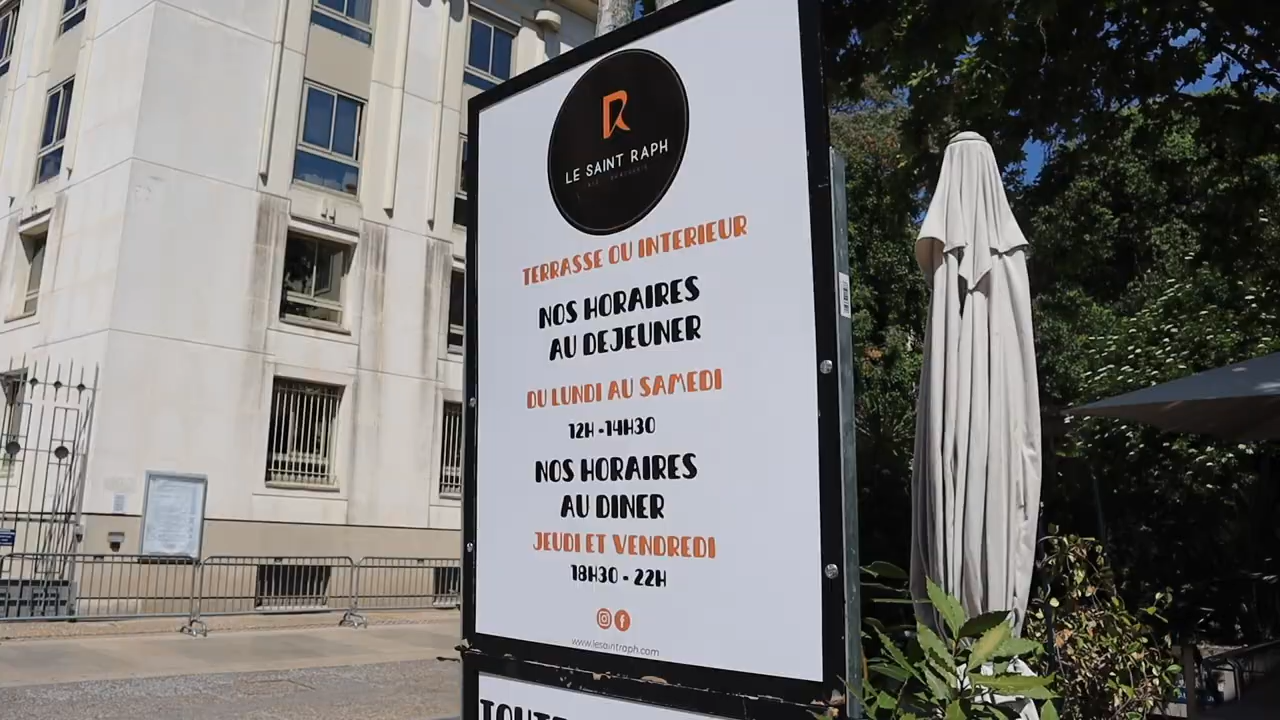 LE SAINT RAPH
TERRASSE OU INTERIEUR
NOS HORAIRES
AU DEJEUNER
DU LUNDI AU SAMEDI
12H -14H30
NOS HORAIRES
AU DINER
JEUDI ET VENDREDI
18H30 - 22H
www.lesaintraph.com